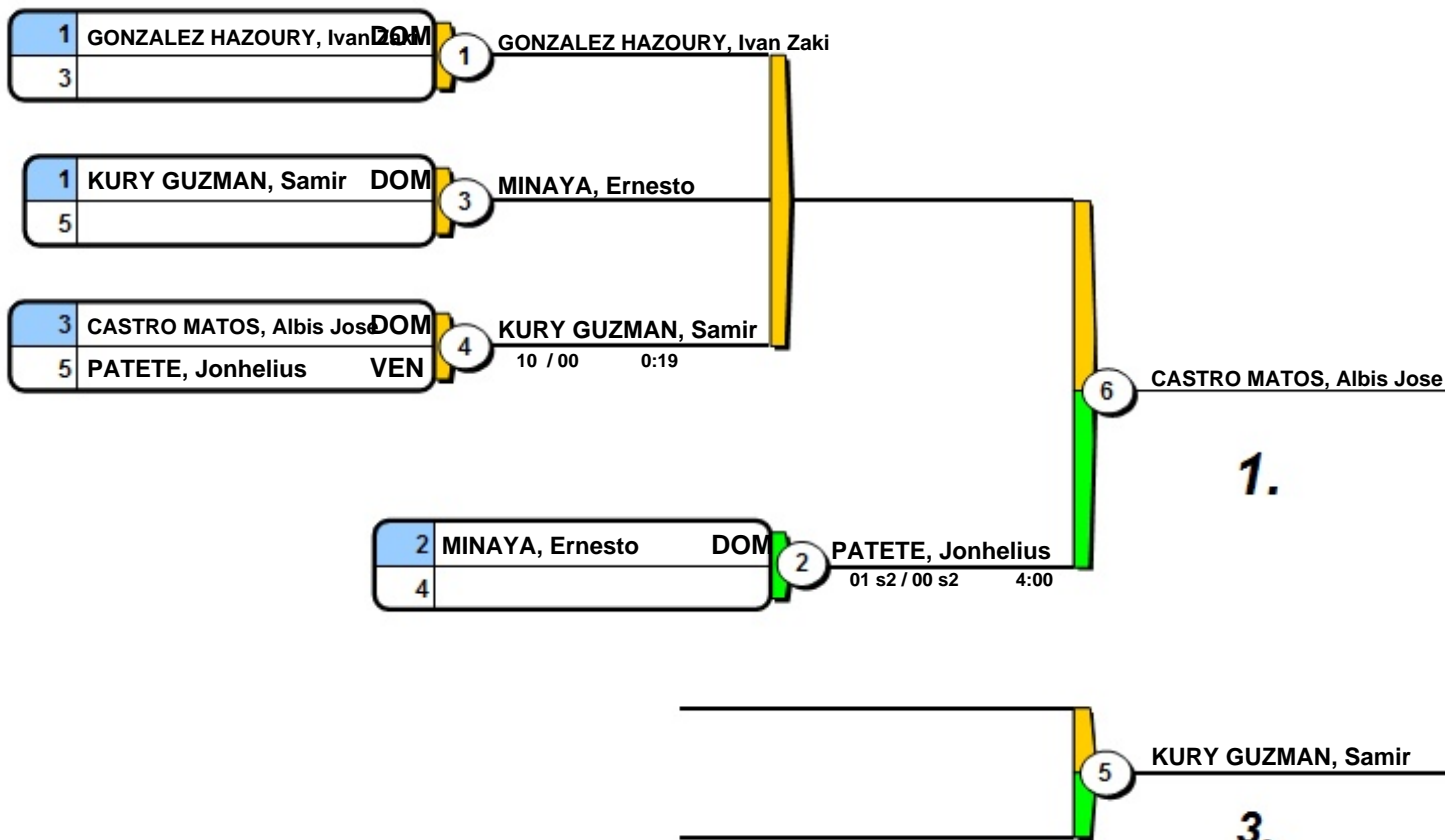 1 GONZALEZ HAZOURY, Ivan Zaki DOM
3
1 GONZALEZ HAZOURY, Ivan Zaki
1 KURY GUZMAN, Samir DOM
5
3 MINAYA, Ernesto
3 CASTRO MATOS, Albis Jose DOM
5 PATETE, Jonhelius VEN
4 KURY GUZMAN, Samir
10 / 00 0:19
6 CASTRO MATOS, Albis Jose
1.
2 MINAYA, Ernesto DOM
4
2 PATETE, Jonhelius
01 s2 / 00 s2 4:00
5 KURY GUZMAN, Samir
3.